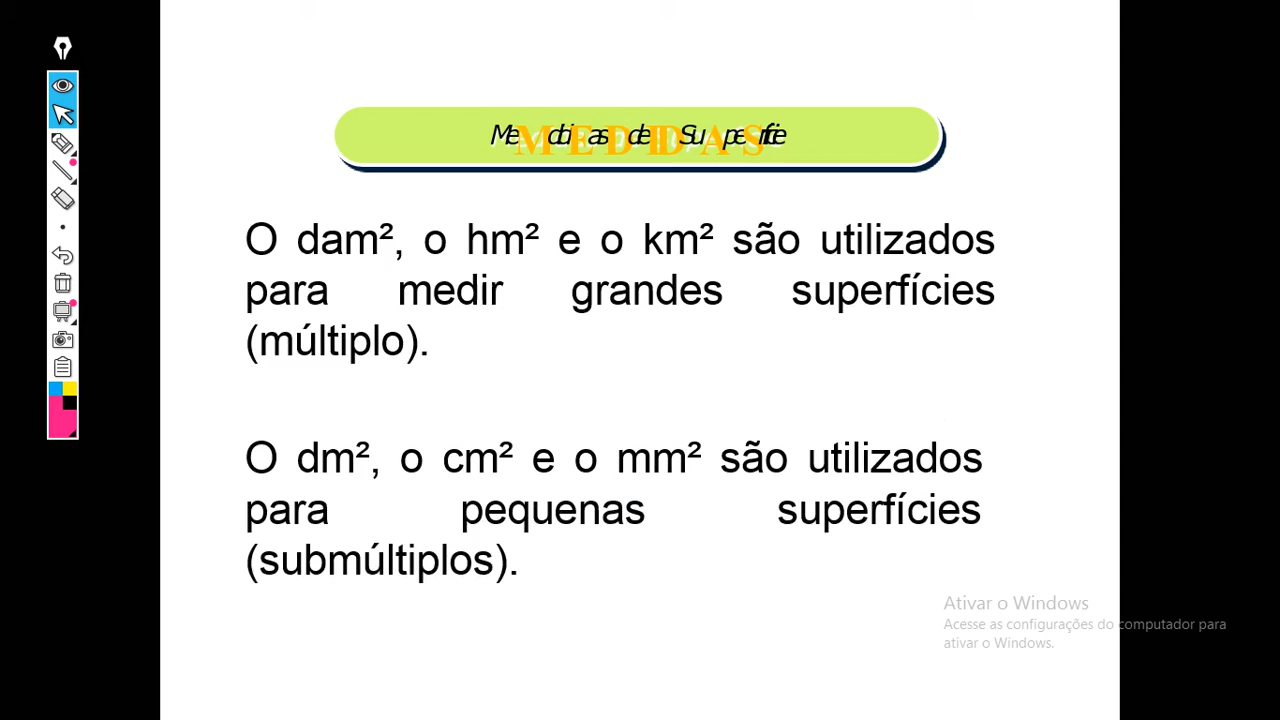 Medidas de Superfície
MEDIDAS
O dam², o hm² e o km² são utilizados
para medir grandes superfícies
(múltiplo).
O dm², o cm² e o mm² são utilizados
para pequenas superfícies
(submúltiplos).
Ativar o Windows
Acesse as configurações do computador para
ativar o Windows.